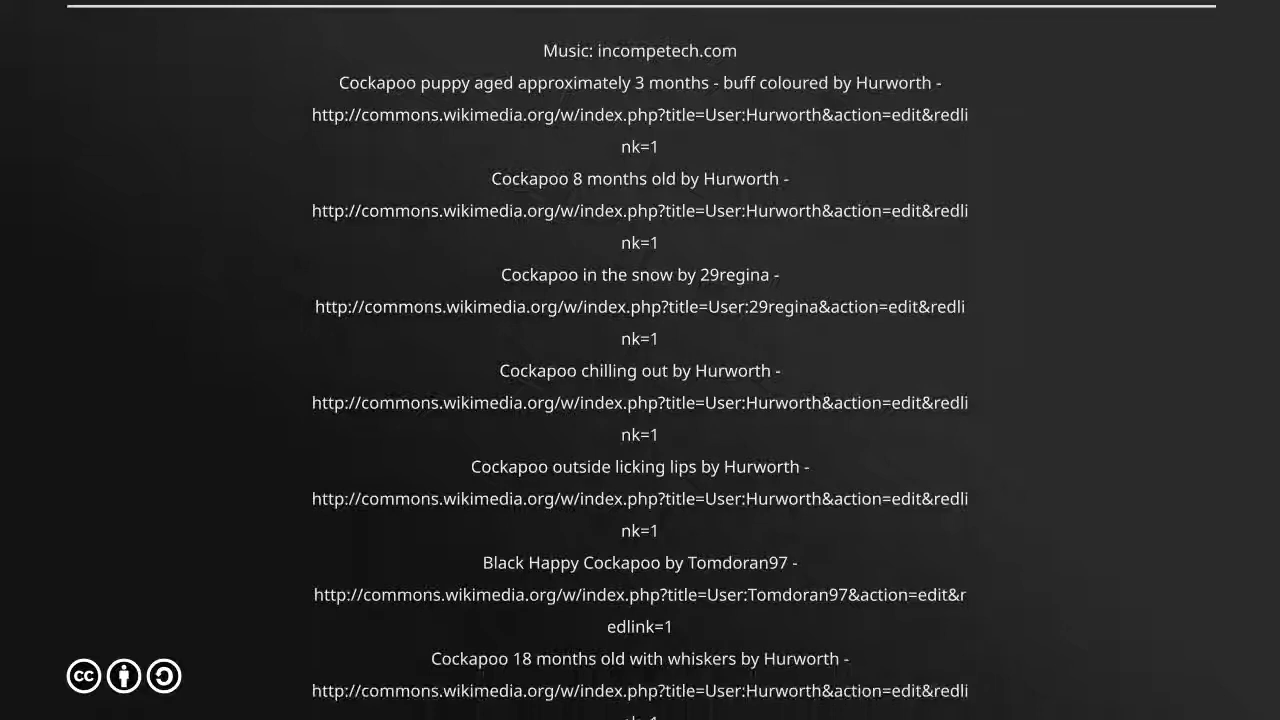 Music: incompetech.com
Cockapoo puppy aged approximately 3 months - buff coloured by Hurworth -
http://commons.wikimedia.org/w/index.php?title=User:Hurworth&action=edit&redli
nk=1
Cockapoo 8 months old by Hurworth -
http://commons.wikimedia.org/w/index.php?title=User:Hurworth&action=edit&redli
nk=1
Cockapoo in the snow by 29regina -
http://commons.wikimedia.org/w/index.php?title=User:29regina&action=edit&redli
nk=1
Cockapoo chilling out by Hurworth -
http://commons.wikimedia.org/w/index.php?title=User:Hurworth&action=edit&redli
nk=1
Cockapoo outside licking lips by Hurworth -
http://commons.wikimedia.org/w/index.php?title=User:Hurworth&action=edit&redli
nk=1
Black Happy Cockapoo by Tomdoran97 -
http://commons.wikimedia.org/w/index.php?title=User:Tomdoran97&action=edit&r
edlink=1
Cockapoo 18 months old with whiskers by Hurworth -
http://commons.wikimedia.org/w/index.php?title=User:Hurworth&action=edit&redli
cc